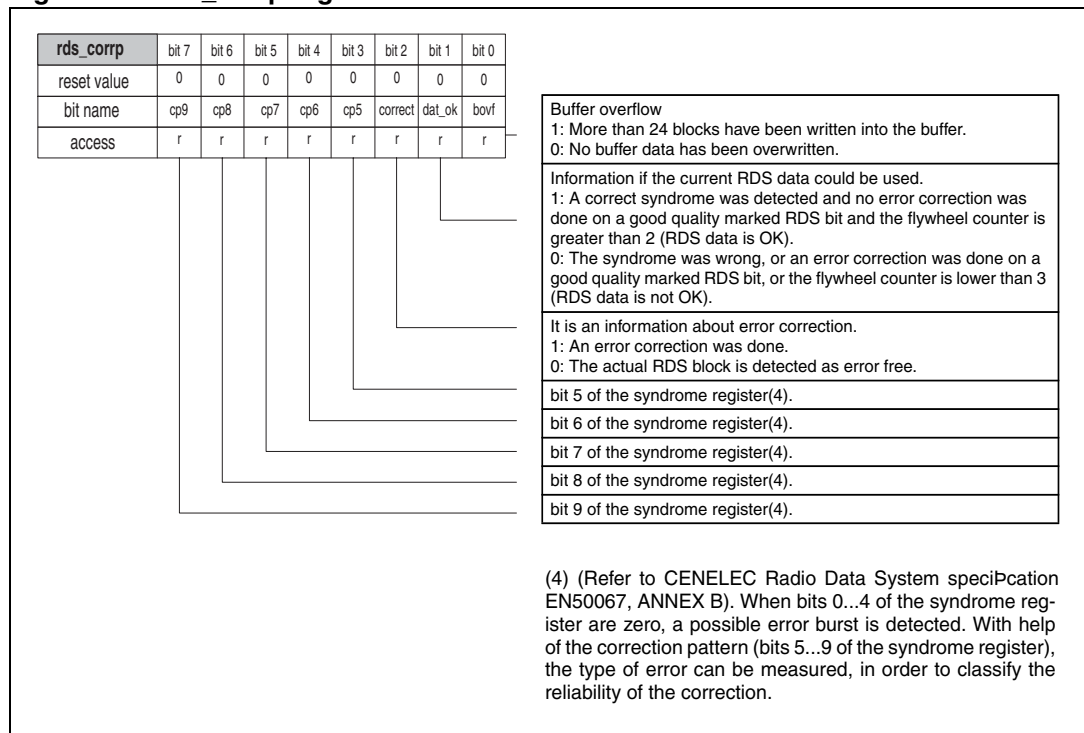 rds_corrp bit 7 bit 6 bit 5 bit 4 bit 3 bit 2 bit 1 bit 0
reset value 0 0 0 0 0 0 0 0
bit name cp9 cp8 cp7 cp6 cp5 correct dat_ok bovf
access r r r r r r r r
Buffer overflow
1: More than 24 blocks have been written into the buffer.
0: No buffer data has been overwritten.
Information if the current RDS data could be used.
1: A correct syndrome was detected and no error correction was
done on a good quality marked RDS bit and the flywheel counter is
greater than 2 (RDS data is OK).
0: The syndrome was wrong, or an error correction was done on a
good quality marked RDS bit, or the flywheel counter is lower than 3
(RDS data is not OK).
It is an information about error correction.
1: An error correction was done.
0: The actual RDS block is detected as error free.
bit 5 of the syndrome register(4).
bit 6 of the syndrome register(4).
bit 7 of the syndrome register(4).
bit 8 of the syndrome register(4).
bit 9 of the syndrome register(4).
(4) (Refer to CENELEC Radio Data System speciÞcation
EN50067, ANNEX B). When bits 0...4 of the syndrome reg-
ister are zero, a possible error burst is detected. With help
of the correction pattern (bits 5...9 of the syndrome register),
the type of error can be measured, in order to classify the
reliability of the correction.